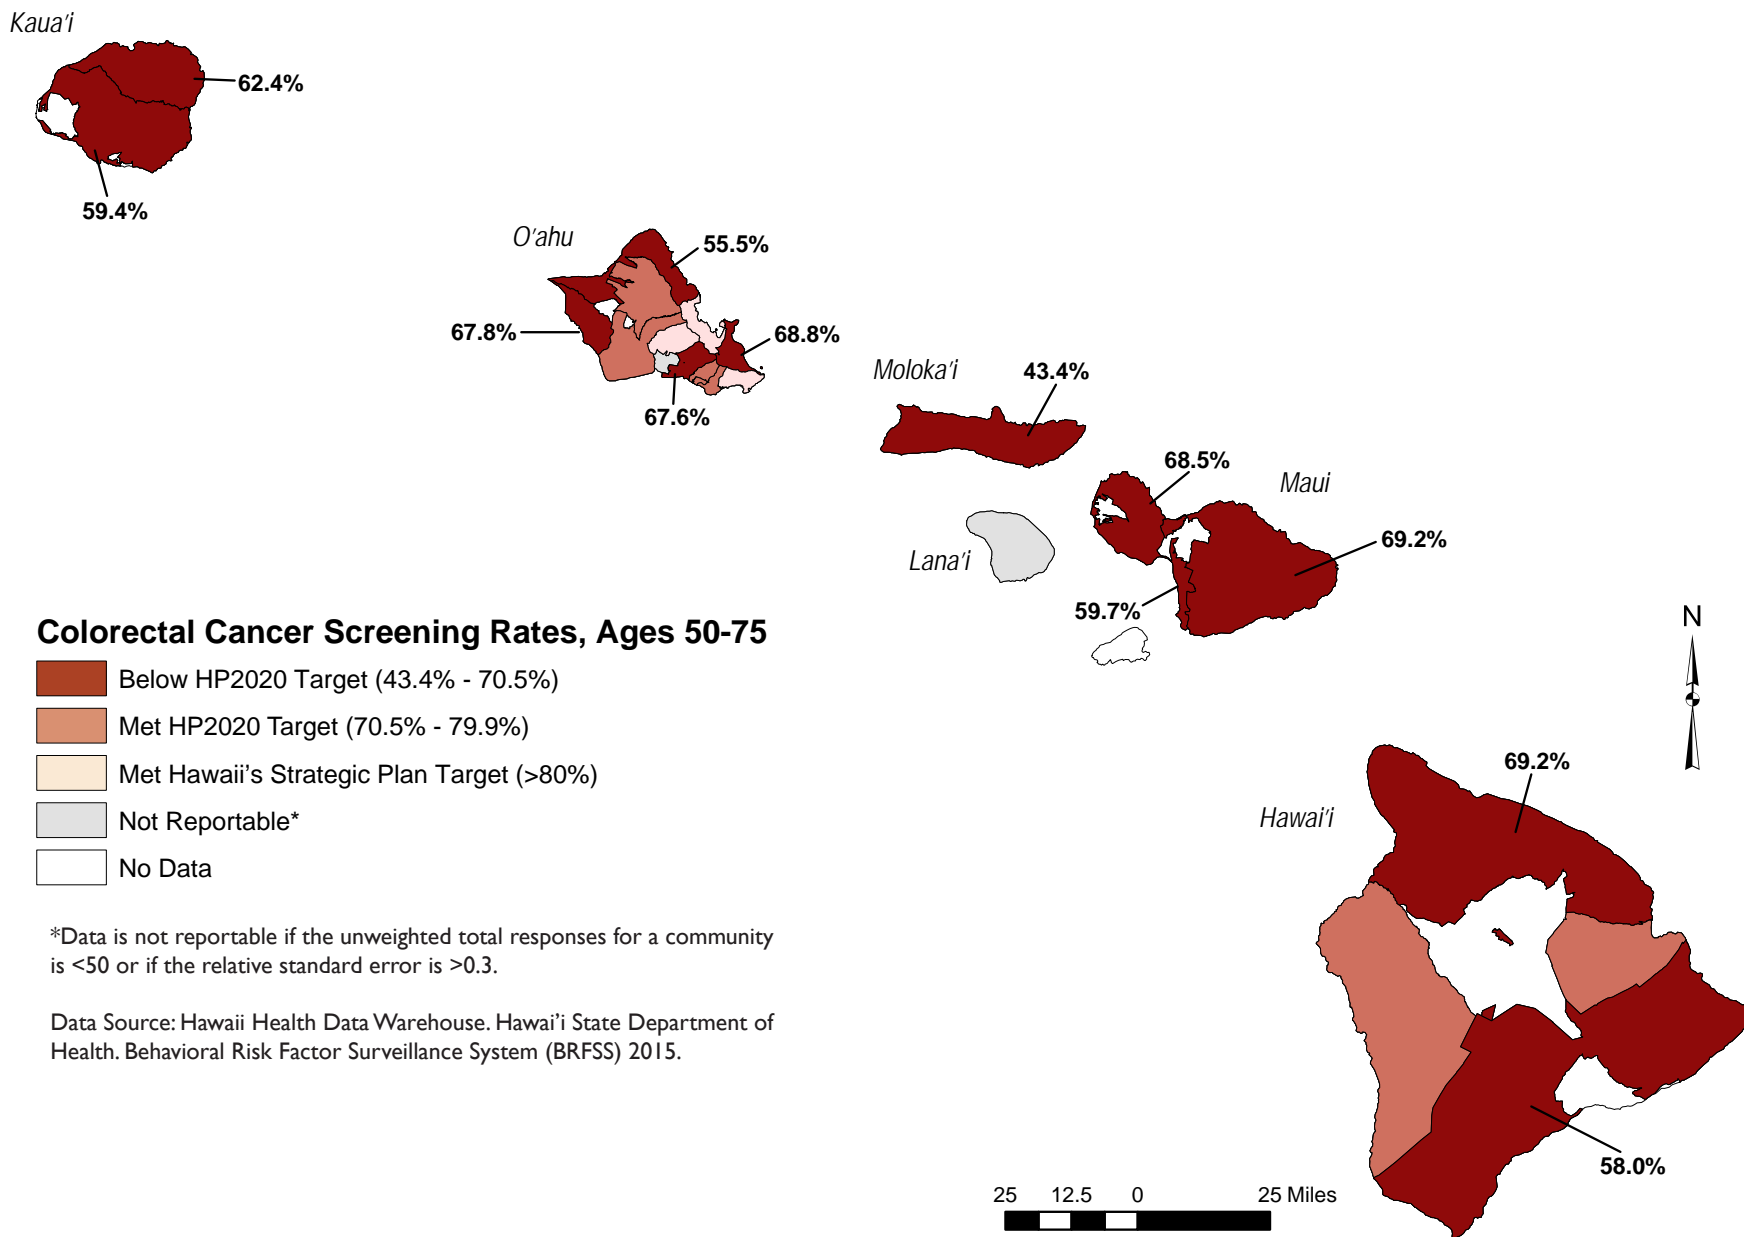 Kaua'i
62.4%
59.4%
O'ahu
55.5%
67.8%
68.8%
67.6%
Moloka'i
43.4%
68.5%
Maui
69.2%
Lana'i
59.7%
Colorectal Cancer Screening Rates, Ages 50-75
Below HP2020 Target (43.4% - 70.5%)
Met HP2020 Target (70.5% - 79.9%)
Met Hawaii's Strategic Plan Target (>80%)
Not Reportable*
No Data
*Data is not reportable if the unweighted total responses for a community
is <50 or if the relative standard error is >0.3.
Data Source: Hawaii Health Data Warehouse. Hawai'i State Department of
Health. Behavioral Risk Factor Surveillance System (BRFSS) 2015.
N
69.2%
Hawai'i
58.0%
25 12.5 0 25 Miles